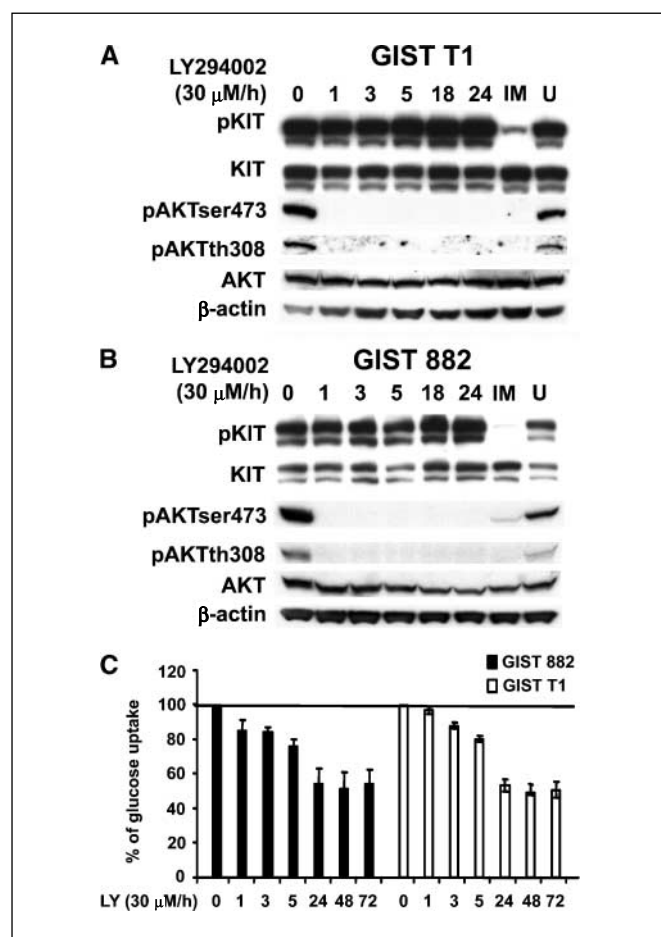 A
GIST T1
LY294002
(30 μM/h)
0 1 3 5 18 24 IM U
pKIT
KIT
pAKTser473
pAKTth308
AKT
β-actin
B
GIST 882
LY294002
(30 μM/h)
0 1 3 5 18 24 IM U
pKIT
KIT
pAKTser473
pAKTth308
AKT
β-actin
C
GIST 882
GIST T1
% of glucose uptake
120
100
80
60
40
20
0
LY (30 μM/h) 0 1 3 5 24 48 72 0 1 3 5 24 48 72